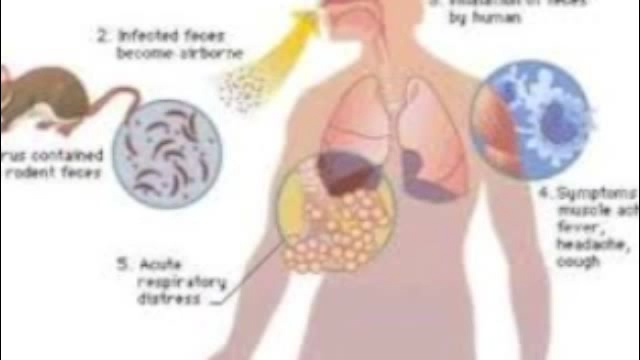 2. Infected feces
become airborne
by human
rus contained
rodent feces
4. Symptoms
muscle ach
fever,
headache,
cough
5. Acute
respiratory
distress